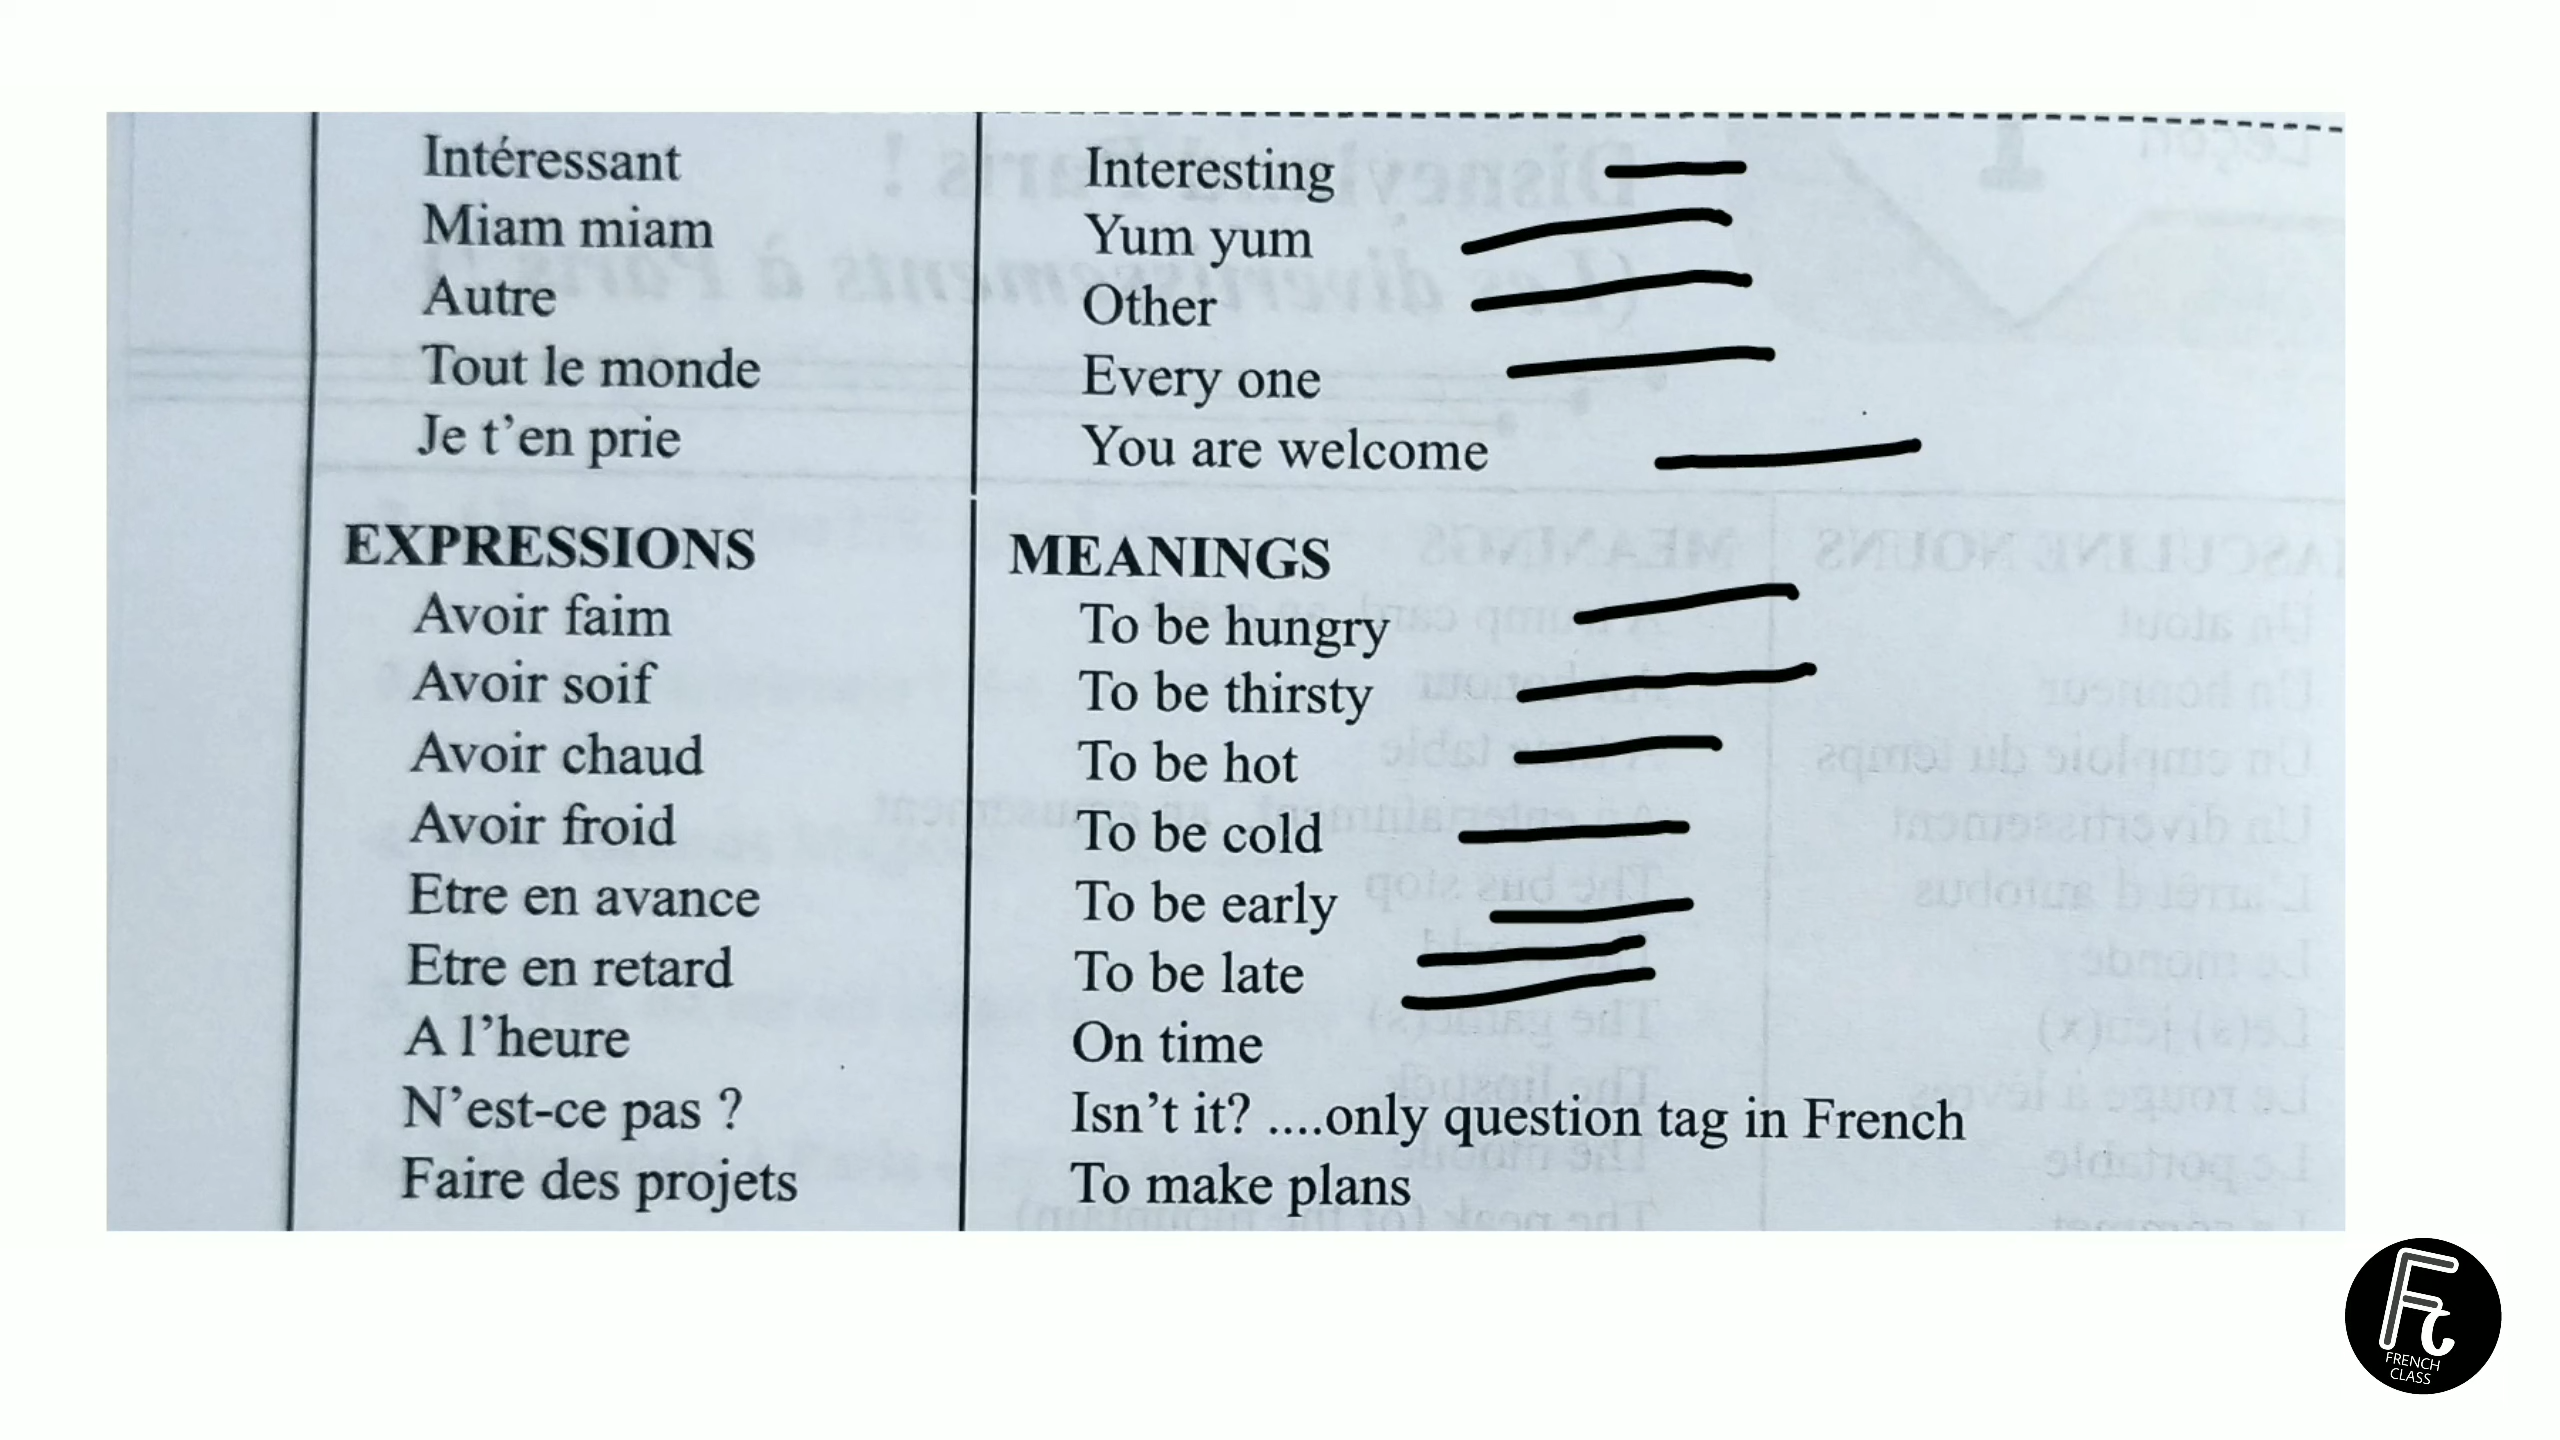 Intéressant Interesting
Miam miam Yum yum
Autre Other
Tout le monde Every one
Je t'en prie You are welcome
EXPRESSIONS MEANINGS
Avoir faim To be hungry
Avoir soif To be thirsty
Avoir chaud To be hot
Avoir froid To be cold
Etre en avance To be early
Etre en retard To be late
A l'heure On time
N'est-ce pas ? Isn't it? ....only question tag in French
Faire des projets To make plans
Fc
FRENCH
CLASS